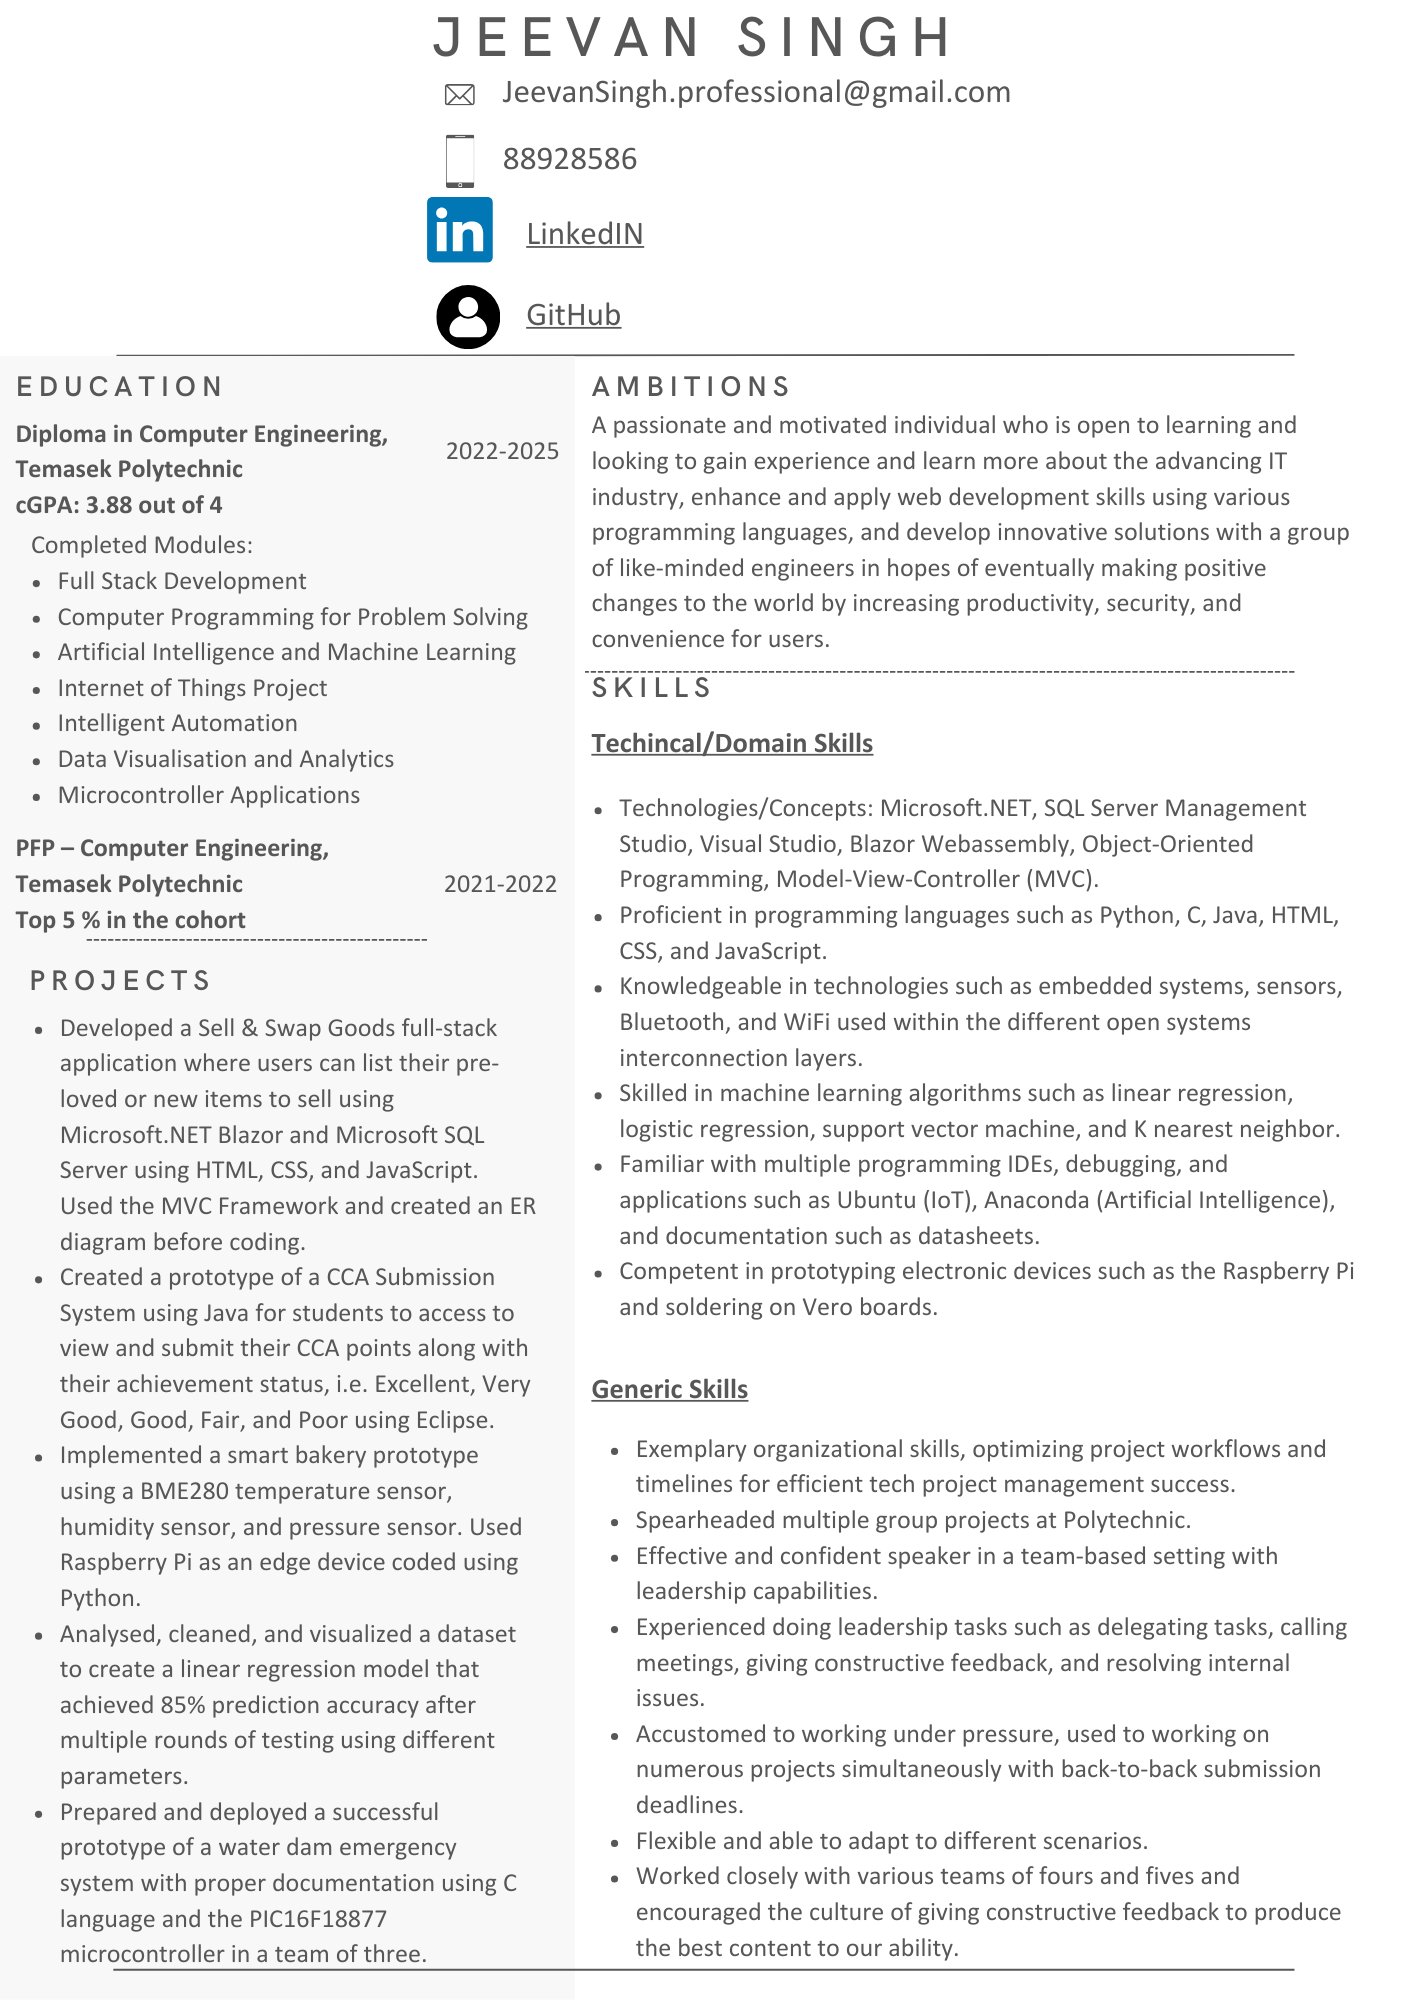 JEEVAN SINGH
JeevanSingh.professional@gmail.com
88928586
in
LinkedIN
GitHub
EDUCATION
Diploma in Computer Engineering,
Temasek Polytechnic
2022-2025
cGPA: 3.88 out of 4
Completed Modules:
• Full Stack Development
• Computer Programming for Problem Solving
• Artificial Intelligence and Machine Learning
• Internet of Things Project
• Intelligent Automation
• Data Visualisation and Analytics
• Microcontroller Applications
PFP – Computer Engineering,
Temasek Polytechnic
2021-2022
Top 5 % in the cohort
PROJECTS
• Developed a Sell & Swap Goods full-stack
application where users can list their pre-
loved or new items to sell using
Microsoft.NET Blazor and Microsoft SQL
Server using HTML, CSS, and JavaScript.
Used the MVC Framework and created an ER
diagram before coding.
• Created a prototype of a CCA Submission
System using Java for students to access to
view and submit their CCA points along with
their achievement status, i.e. Excellent, Very
Good, Good, Fair, and Poor using Eclipse.
• Implemented a smart bakery prototype
using a BME280 temperature sensor,
humidity sensor, and pressure sensor. Used
Raspberry Pi as an edge device coded using
Python.
• Analysed, cleaned, and visualized a dataset
to create a linear regression model that
achieved 85% prediction accuracy after
multiple rounds of testing using different
parameters.
• Prepared and deployed a successful
prototype of a water dam emergency
system with proper documentation using C
language and the PIC16F18877
microcontroller in a team of three.
AMBITIONS
A passionate and motivated individual who is open to learning and
looking to gain experience and learn more about the advancing IT
industry, enhance and apply web development skills using various
programming languages, and develop innovative solutions with a group
of like-minded engineers in hopes of eventually making positive
changes to the world by increasing productivity, security, and
convenience for users.
SKILLS
Techincal/Domain Skills
• Technologies/Concepts: Microsoft.NET, SQL Server Management
Studio, Visual Studio, Blazor Webassembly, Object-Oriented
Programming, Model-View-Controller (MVC).
• Proficient in programming languages such as Python, C, Java, HTML,
CSS, and JavaScript.
• Knowledgeable in technologies such as embedded systems, sensors,
Bluetooth, and WiFi used within the different open systems
interconnection layers.
• Skilled in machine learning algorithms such as linear regression,
logistic regression, support vector machine, and K nearest neighbor.
• Familiar with multiple programming IDEs, debugging, and
applications such as Ubuntu (IoT), Anaconda (Artificial Intelligence),
and documentation such as datasheets.
• Competent in prototyping electronic devices such as the Raspberry Pi
and soldering on Vero boards.
Generic Skills
• Exemplary organizational skills, optimizing project workflows and
timelines for efficient tech project management success.
• Spearheaded multiple group projects at Polytechnic.
• Effective and confident speaker in a team-based setting with
leadership capabilities.
• Experienced doing leadership tasks such as delegating tasks, calling
meetings, giving constructive feedback, and resolving internal
issues.
• Accustomed to working under pressure, used to working on
numerous projects simultaneously with back-to-back submission
deadlines.
• Flexible and able to adapt to different scenarios.
• Worked closely with various teams of fours and fives and
encouraged the culture of giving constructive feedback to produce
the best content to our ability.